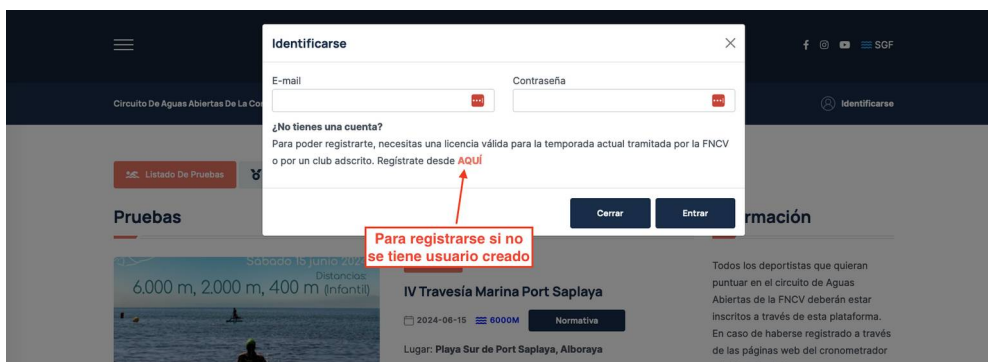 Identificarse
SGF
E-mail
Contraseña
Circuito De Aguas Abiertas De La Co
Identificarse
¿No tienes una cuenta?
Para poder registrarte, necesitas una licencia válida para la temporada actual tramitada por la FNCV
o por un club adscrito. Regístrate desde AQUÍ
Listado De Pruebas
Cerrar
Entrar
Pruebas
rmación
Para registrarse si no
se tiene usuario creado
Sábado 15 junio 2024
Distancias:
6.000 m, 2.000 m, 400 m (Infantil)
IV Travesía Marina Port Saplaya
2024-06-15 6000M Normativa
Lugar: Playa Sur de Port Saplaya, Alboraya
Todos los deportistas que quieran
puntuar en el circuito de Aguas
Abiertas de la FNCV deberán estar
inscritos a través de esta plataforma.
En caso de haberse registrado a través
de las páginas web del cronometrador